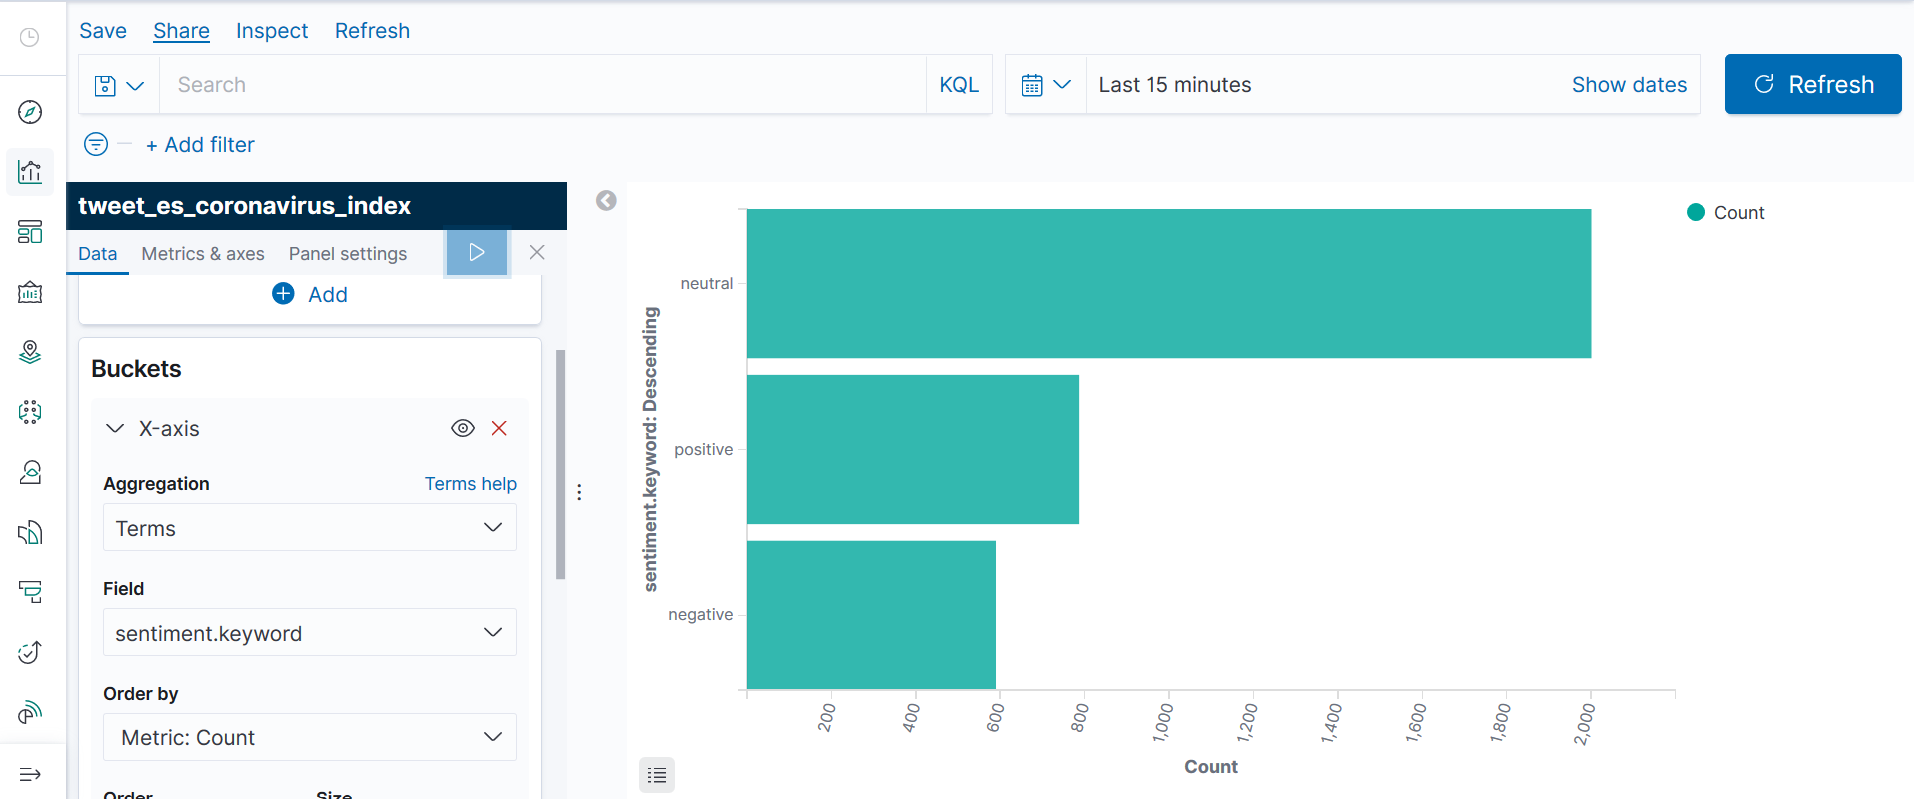 Save Share Inspect Refresh
Search KQL Last 15 minutes Show dates Refresh
+ Add filter
tweet_es_coronavirus_index
Data Metrics & axes Panel settings
Add
Buckets
X-axis
Aggregation Terms help
Terms
Field
sentiment.keyword
Order by
Metric: Count
Order Size
sentiment.keyword: Descending
neutral
positive
negative
200 400 600 800 1,000 1,200 1,400 1,600 1,800 2,000
Count
Count